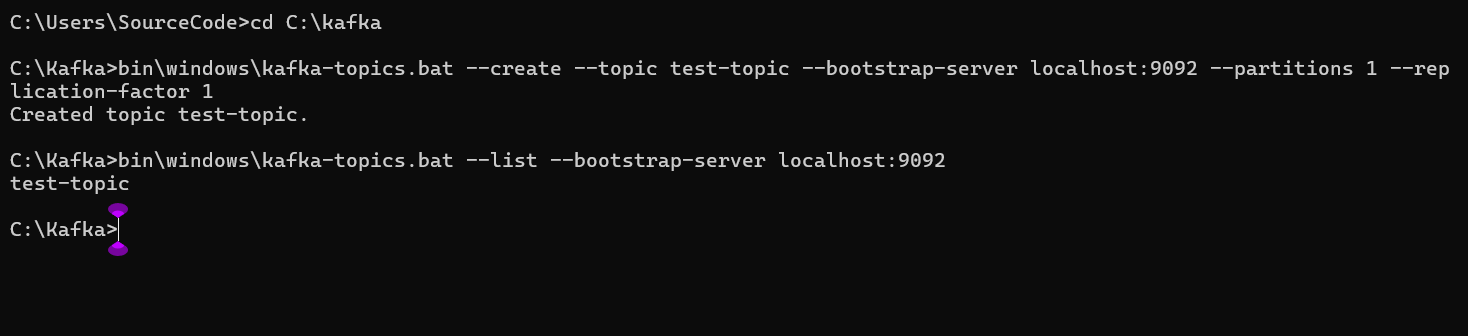 C:\Users\SourceCode>cd C:\kafka
C:\Kafka>bin\windows\kafka-topics.bat --create --topic test-topic --bootstrap-server localhost:9092 --partitions 1 --rep
lication-factor 1
Created topic test-topic.
C:\Kafka>bin\windows\kafka-topics.bat --list --bootstrap-server localhost:9092
test-topic
C:\Kafka>